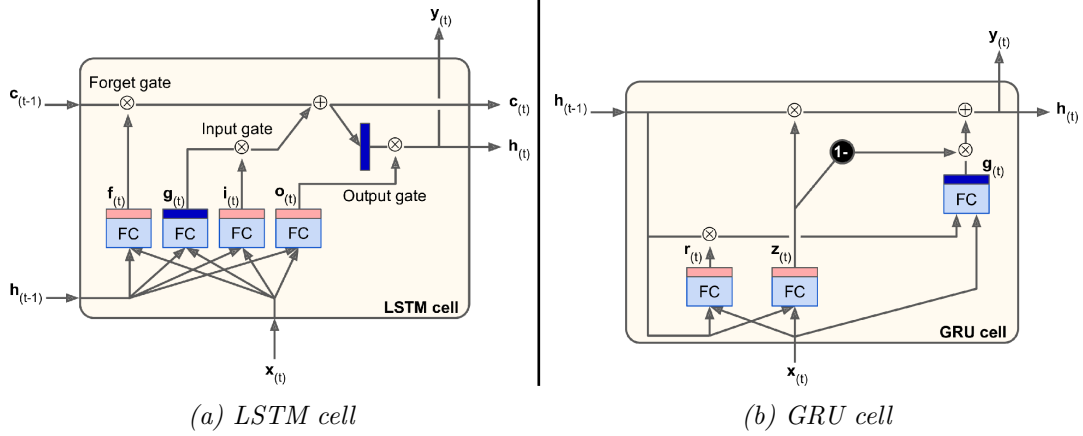 y(t)
Forget gate
c(t-1)
c(t)
Input gate
h(t)
f(t)
g(t)
i(t)
o(t)
Output gate
FC
FC
FC
FC
h(t-1)
LSTM cell
x(t)
(a) LSTM cell
y(t)
h(t-1)
h(t)
1-
g(t)
FC
r(t)
z(t)
FC
FC
GRU cell
x(t)
(b) GRU cell